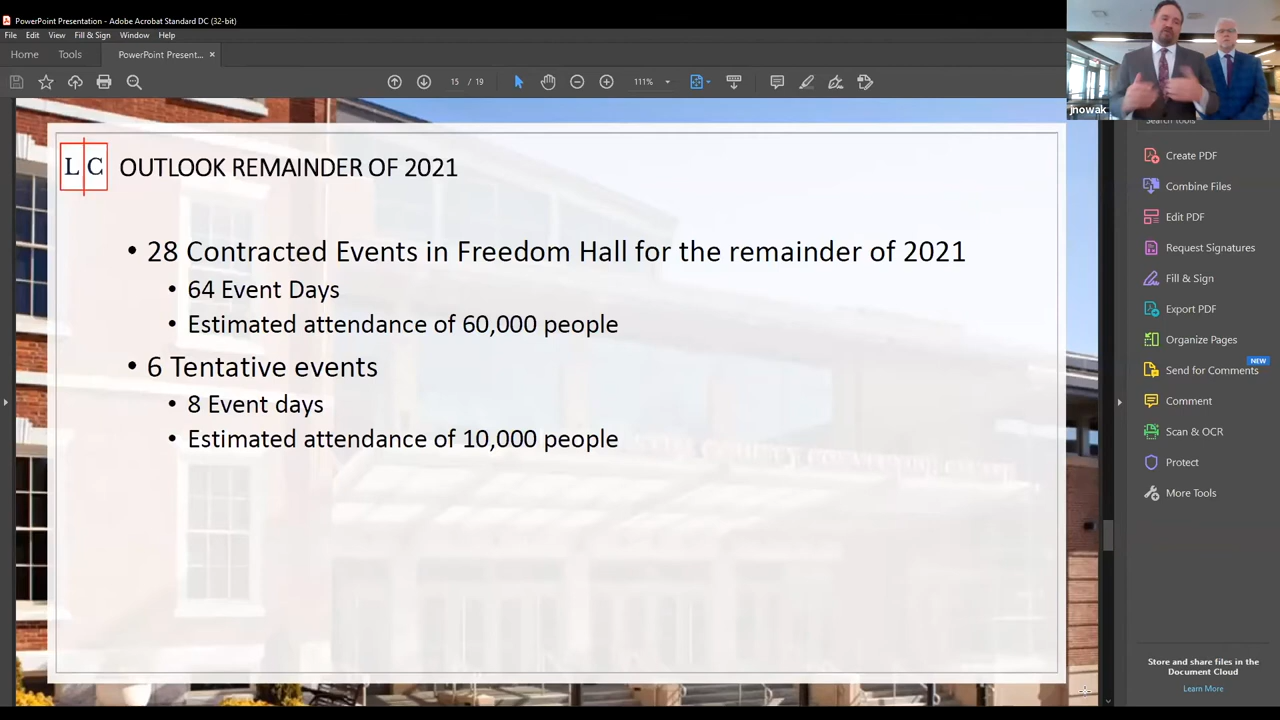 PowerPoint Presentation - Adobe Acrobat Standard DC (32-bit)
File Edit View Fill & Sign Window Help
Home Tools PowerPoint Present... ×
15 / 19 111%
jnowak
Search Tools
L C OUTLOOK REMAINDER OF 2021
• 28 Contracted Events in Freedom Hall for the remainder of 2021
• 64 Event Days
• Estimated attendance of 60,000 people
• 6 Tentative events
• 8 Event days
• Estimated attendance of 10,000 people
Create PDF
Combine Files
Edit PDF
Request Signatures
Fill & Sign
Export PDF
Organize Pages
NEW
Send for Comments
Comment
Scan & OCR
Protect
More Tools
Store and share files in the
Document Cloud
Learn More